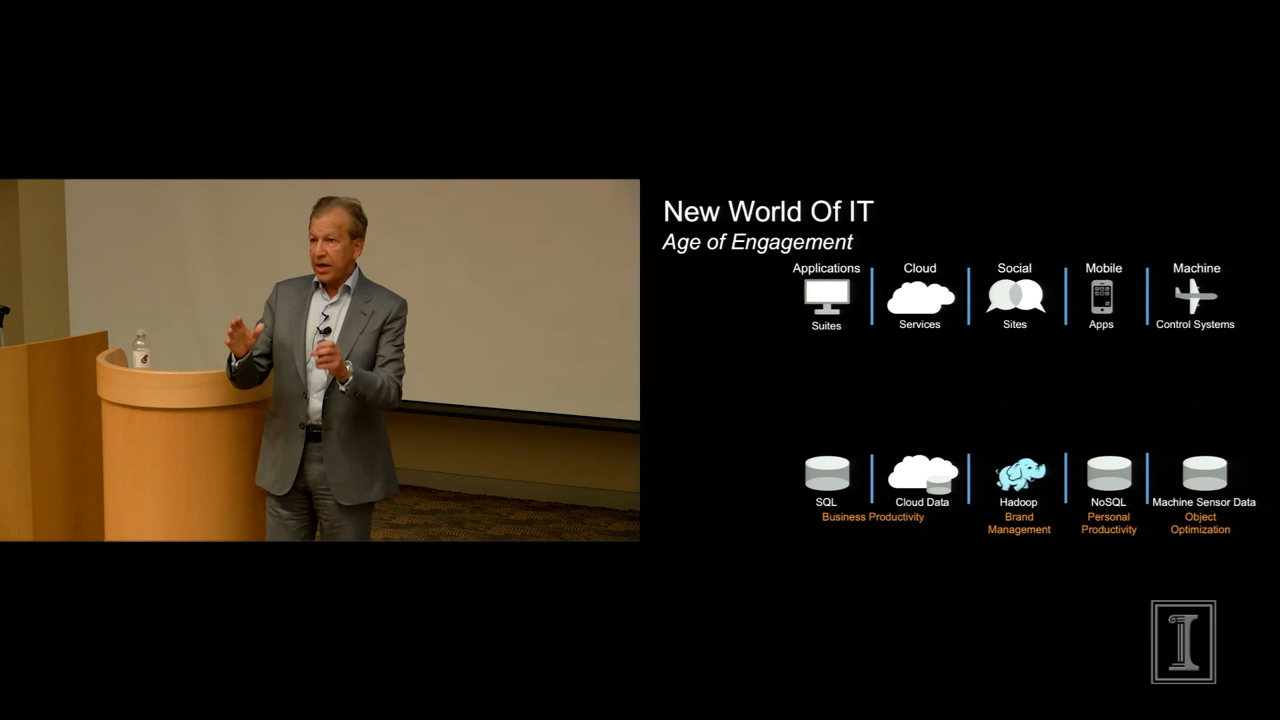 New World Of IT
Age of Engagement
Applications
Cloud
Social
Mobile
Machine
Suites
Services
Sites
Apps
Control Systems
SQL
Cloud Data
Hadoop
NoSQL
Machine Sensor Data
Business Productivity
Brand
Management
Personal
Productivity
Object
Optimization
I